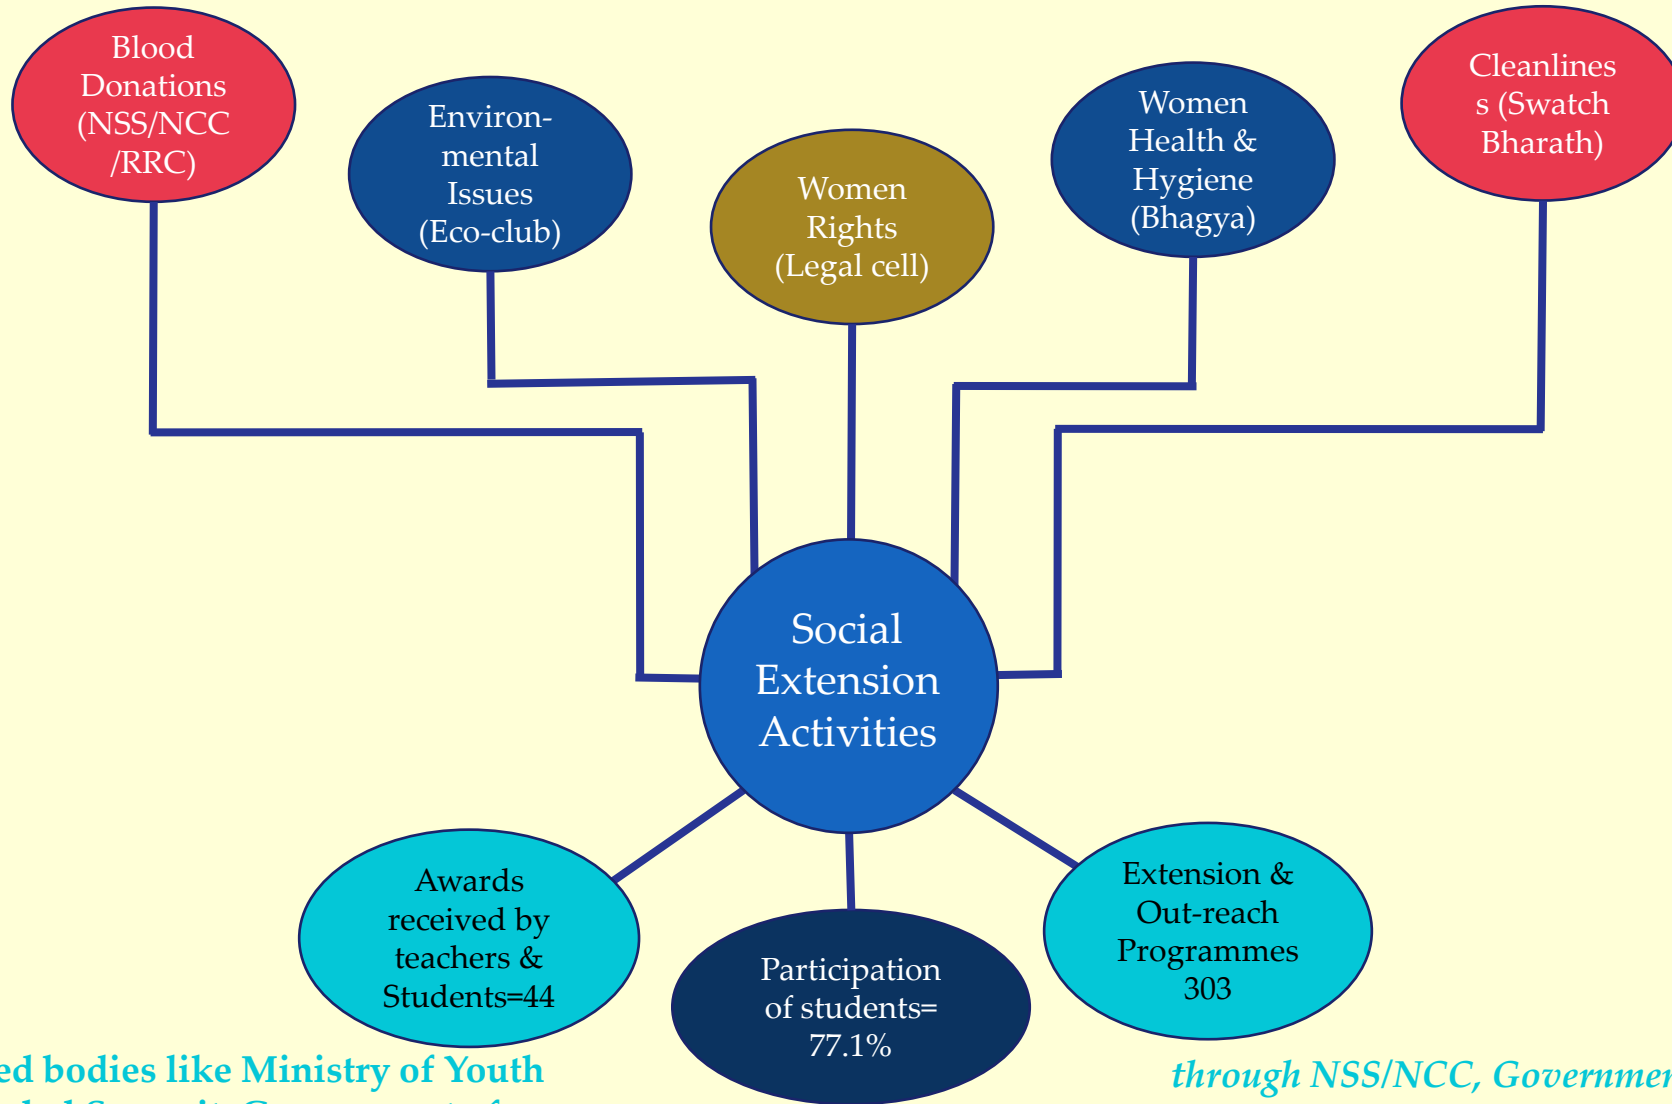 Blood
Donations
(NSS/NCC
/RRC)
Environ-
mental
Issues
(Eco-club)
Women
Rights
(Legal cell)
Women
Health &
Hygiene
(Bhagya)
Cleanlines
s (Swatch
Bharath)
Social
Extension
Activities
Awards
received by
teachers &
Students=44
Participation
of students=
77.1%
Extension &
Out-reach
Programmes
303
bodies like Ministry of Youth
through NSS/NCC,